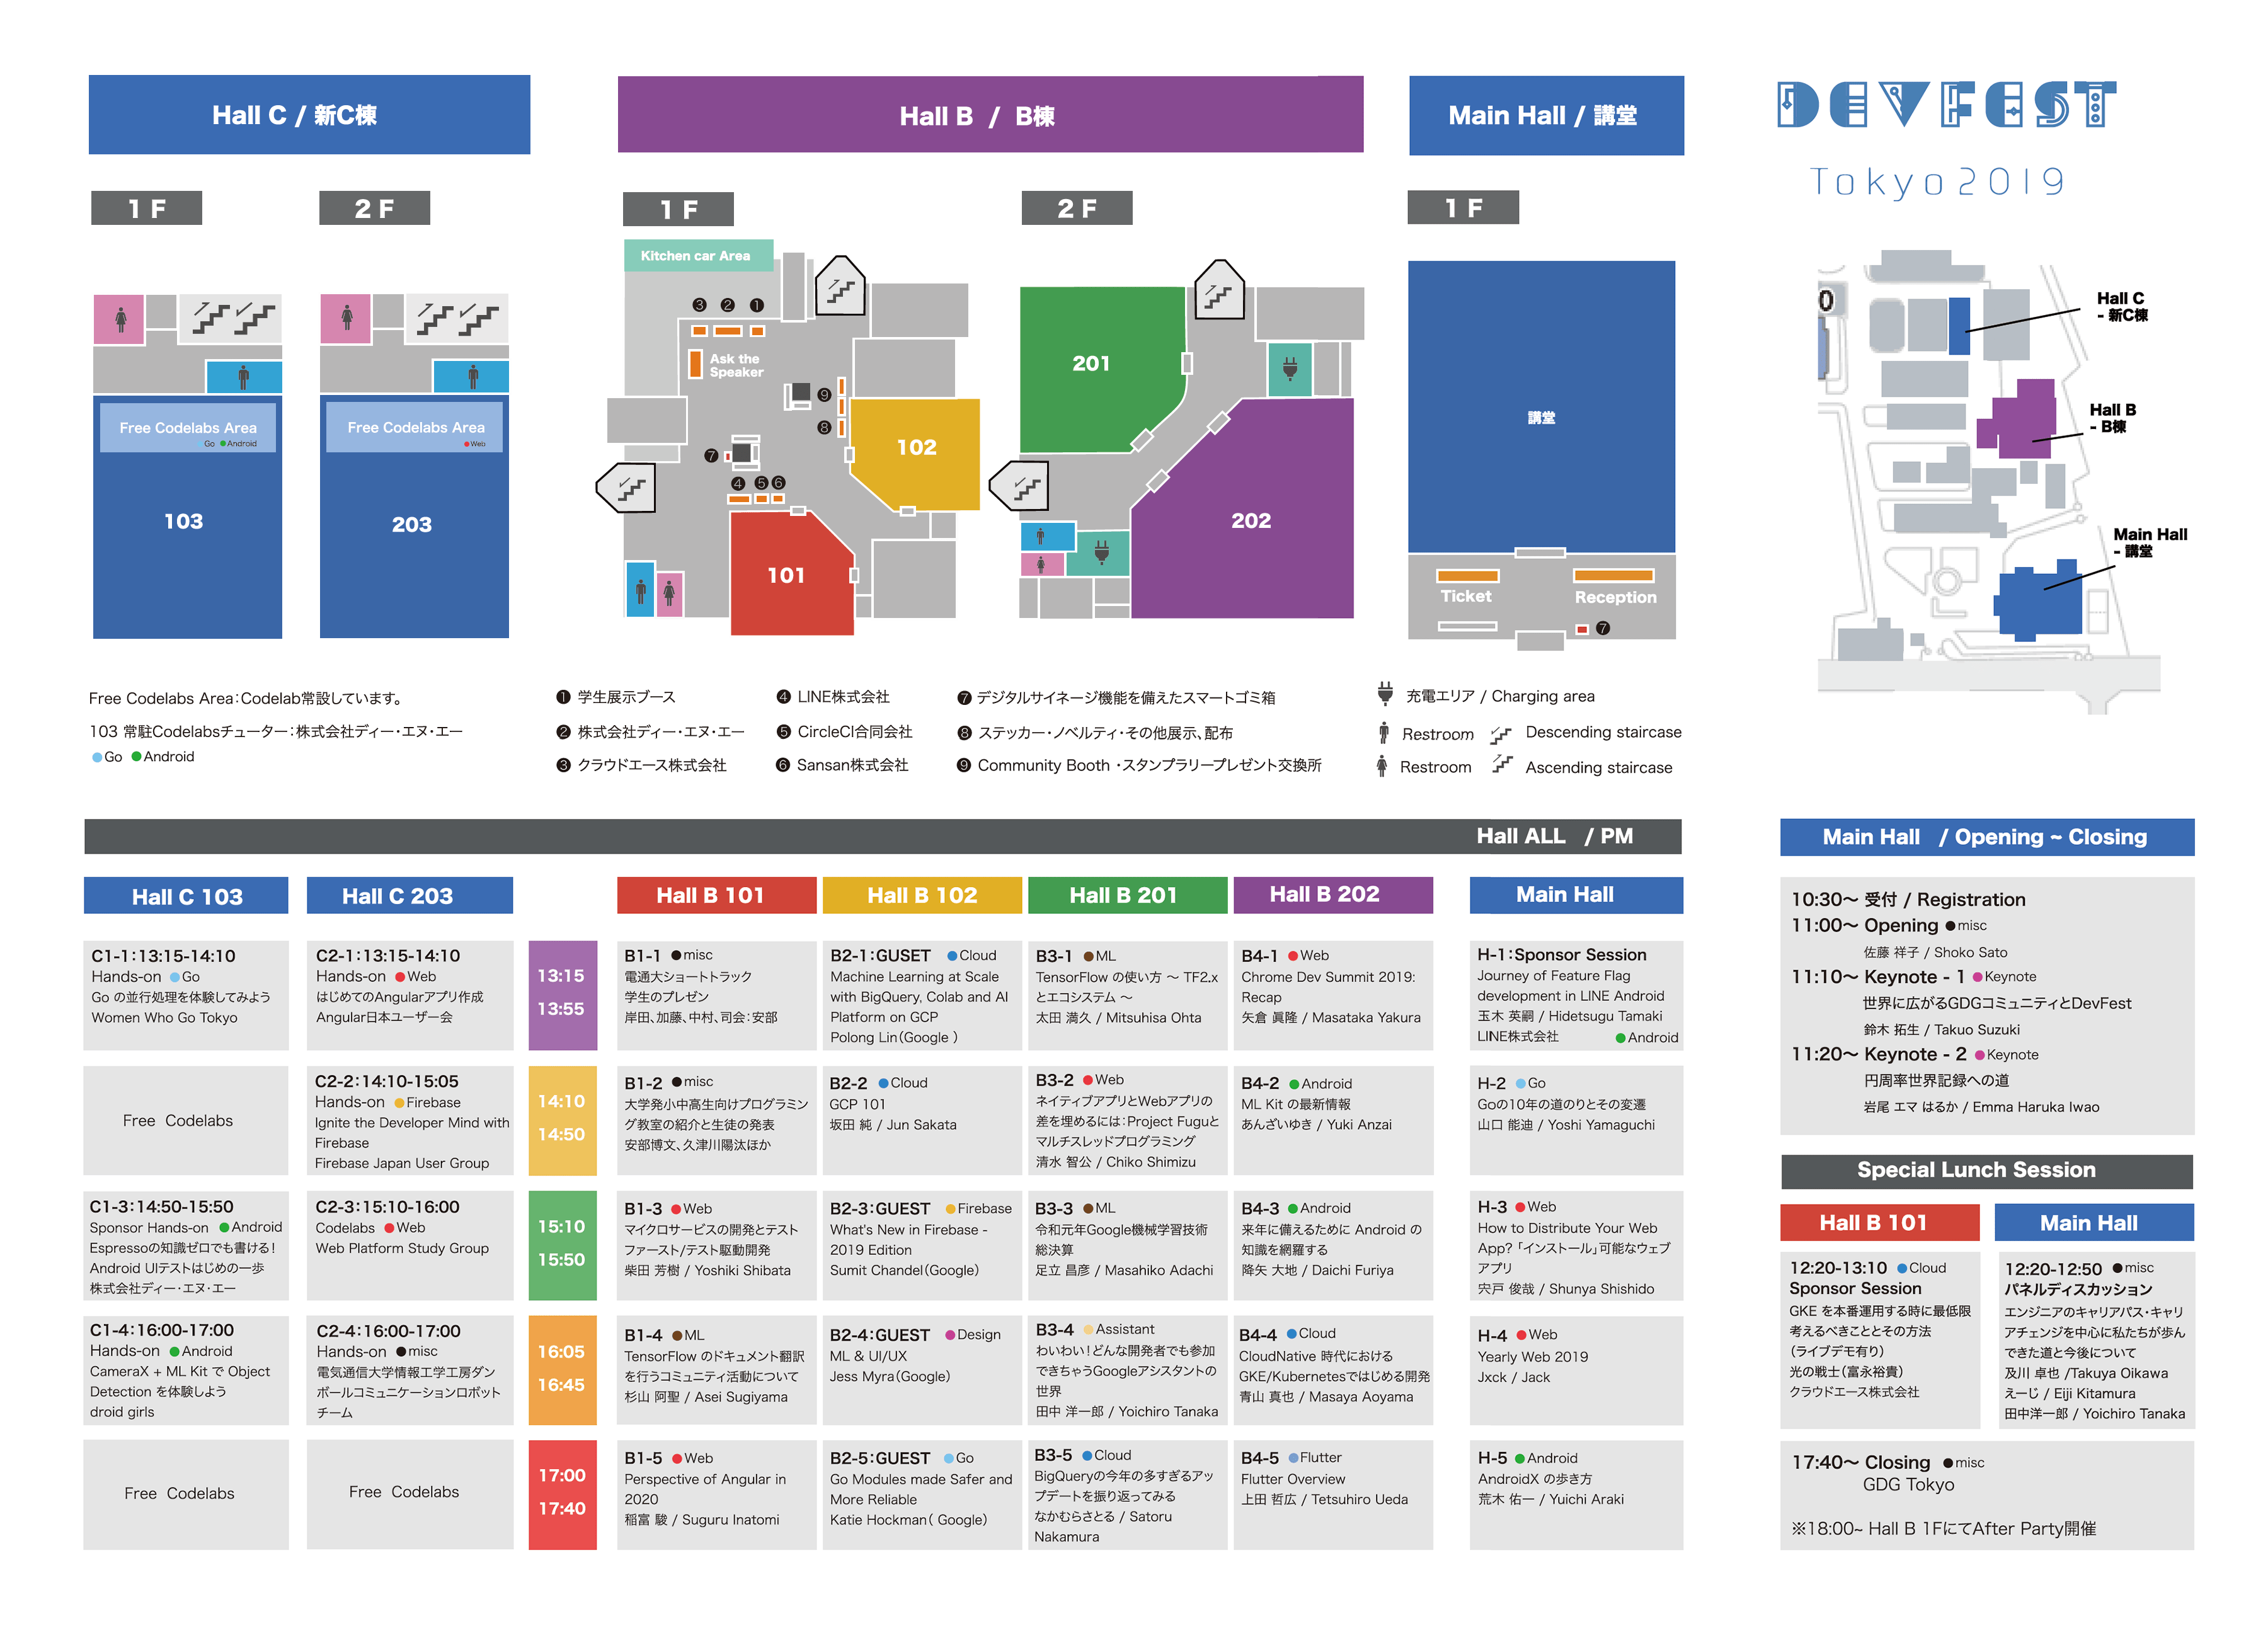 Hall C / 新C棟
Hall B / B棟
Main Hall / 講堂
DEVFEST
Tokyo2019
1 F
2 F
1 F
2 F
1 F
Kitchen car Area
❸ ❷ ❶
Ask the
Speaker
201
❾
❽
102
❼
❹ ❺ ❻
101
202
Free Codelabs Area
Go ●Android
103
Free Codelabs Area
●Web
203
講堂
Ticket
Reception
❼
0
Hall C
- 新C棟
Hall B
- B棟
Main Hall
- 講堂
Free Codelabs Area：Codelab常設しています。
103 常駐Codelabsチューター：株式会社ディー・エヌ・エー
●Go ●Android
❶ 学生展示ブース
❷ 株式会社ディー・エヌ・エー
❸ クラウドエース株式会社
❹ LINE株式会社
❺ CircleCI合同会社
❻ Sansan株式会社
❼ デジタルサイネージ機能を備えたスマートゴミ箱
❽ ステッカー・ノベルティ・その他展示、配布
❾ Community Booth ・スタンプラリープレゼント交換所
充電エリア / Charging area
Restroom
Descending staircase
Restroom
Ascending staircase
Hall ALL / PM
Hall C 103
Hall C 203
Hall B 101
Hall B 102
Hall B 201
Hall B 202
Main Hall
C1-1：13:15-14:10
Hands-on ●Go
Go の並行処理を体験してみよう
Women Who Go Tokyo
C2-1：13:15-14:10
Hands-on ●Web
はじめてのAngularアプリ作成
Angular日本ユーザー会
13:15
13:55
B1-1 ●misc
電通大ショートトラック
学生のプレゼン
岸田、加藤、中村、司会：安部
B2-1：GUSET ●Cloud
Machine Learning at Scale
with BigQuery, Colab and AI
Platform on GCP
Polong Lin（Google ）
B3-1 ●ML
TensorFlow の使い方 〜 TF2.x
とエコシステム 〜
太田 満久 / Mitsuhisa Ohta
B4-1 ●Web
Chrome Dev Summit 2019:
Recap
矢倉 眞隆 / Masataka Yakura
H-1：Sponsor Session
Journey of Feature Flag
development in LINE Android
玉木 英嗣 / Hidetsugu Tamaki
LINE株式会社 ●Android
Free Codelabs
C2-2：14:10-15:05
Hands-on ●Firebase
Ignite the Developer Mind with
Firebase
Firebase Japan User Group
14:10
14:50
B1-2 ●misc
大学発小中高生向けプログラミン
グ教室の紹介と生徒の発表
安部博文、久津川陽汰ほか
B2-2 ●Cloud
GCP 101
坂田 純 / Jun Sakata
B3-2 ●Web
ネイティブアプリとWebアプリの
差を埋めるには：Project Fuguと
マルチスレッドプログラミング
清水 智公 / Chiko Shimizu
B4-2 ●Android
ML Kit の最新情報
あんざいゆき / Yuki Anzai
H-2 ●Go
Goの10年の道のりとその変遷
山口 能迪 / Yoshi Yamaguchi
C1-3：14:50-15:50
Sponsor Hands-on ●Android
Espressoの知識ゼロでも書ける！
Android UIテストはじめの一歩
株式会社ディー・エヌ・エー
C2-3：15:10-16:00
Codelabs ●Web
Web Platform Study Group
15:10
15:50
B1-3 ●Web
マイクロサービスの開発とテスト
ファースト/テスト駆動開発
柴田 芳樹 / Yoshiki Shibata
B2-3：GUEST ●Firebase
What's New in Firebase -
2019 Edition
Sumit Chandel（Google）
B3-3 ●ML
令和元年Google機械学習技術
総決算
足立 昌彦 / Masahiko Adachi
B4-3 ●Android
来年に備えるために Android の
知識を網羅する
降矢 大地 / Daichi Furiya
H-3 ●Web
How to Distribute Your Web
App? 「インストール」可能なウェブ
アプリ
宍戸 俊哉 / Shunya Shishido
C1-4：16:00-17:00
Hands-on ●Android
CameraX + ML Kit で Object
Detection を体験しよう
droid girls
C2-4：16:00-17:00
Hands-on ●misc
電気通信大学情報工学工房ダン
ボールコミュニケーションロボット
チーム
16:05
16:45
B1-4 ●ML
TensorFlow のドキュメント翻訳
を行うコミュニティ活動について
杉山 阿聖 / Asei Sugiyama
B2-4：GUEST ●Design
ML & UI/UX
Jess Myra（Google）
B3-4 ●Assistant
わいわい！どんな開発者でも参加
できちゃうGoogleアシスタントの
世界
田中 洋一郎 / Yoichiro Tanaka
B4-4 ●Cloud
CloudNative 時代における
GKE/Kubernetesではじめる開発
青山 真也 / Masaya Aoyama
H-4 ●Web
Yearly Web 2019
Jxck / Jack
Free Codelabs
Free Codelabs
17:00
17:40
B1-5 ●Web
Perspective of Angular in
2020
稲富 駿 / Suguru Inatomi
B2-5：GUEST ●Go
Go Modules made Safer and
More Reliable
Katie Hockman（ Google）
B3-5 ●Cloud
BigQueryの今年の多すぎるアッ
プデートを振り返ってみる
なかむらさとる / Satoru
Nakamura
B4-5 ●Flutter
Flutter Overview
上田 哲広 / Tetsuhiro Ueda
H-5 ●Android
AndroidX の歩き方
荒木 佑一 / Yuichi Araki
Main Hall / Opening ~ Closing
10:30〜 受付 / Registration
11:00〜 Opening ●misc
佐藤 祥子 / Shoko Sato
11:10〜 Keynote - 1 ●Keynote
世界に広がるGDGコミュニティとDevFest
鈴木 拓生 / Takuo Suzuki
11:20〜 Keynote - 2 ●Keynote
円周率世界記録への道
岩尾 エマ はるか / Emma Haruka Iwao
Special Lunch Session
Hall B 101
Main Hall
12:20-13:10 ●Cloud
Sponsor Session
GKE を本番運用する時に最低限
考えるべきこととその方法
（ライブデモ有り）
光の戦士（富永裕貴）
クラウドエース株式会社
12:20-12:50 ●misc
パネルディスカッション
エンジニアのキャリアパス・キャリ
アチェンジを中心に私たちが歩ん
できた道と今後について
及川 卓也 /Takuya Oikawa
えーじ / Eiji Kitamura
田中洋一郎 / Yoichiro Tanaka
17:40〜 Closing ●misc
GDG Tokyo
※18:00~ Hall B 1FにてAfter Party開催